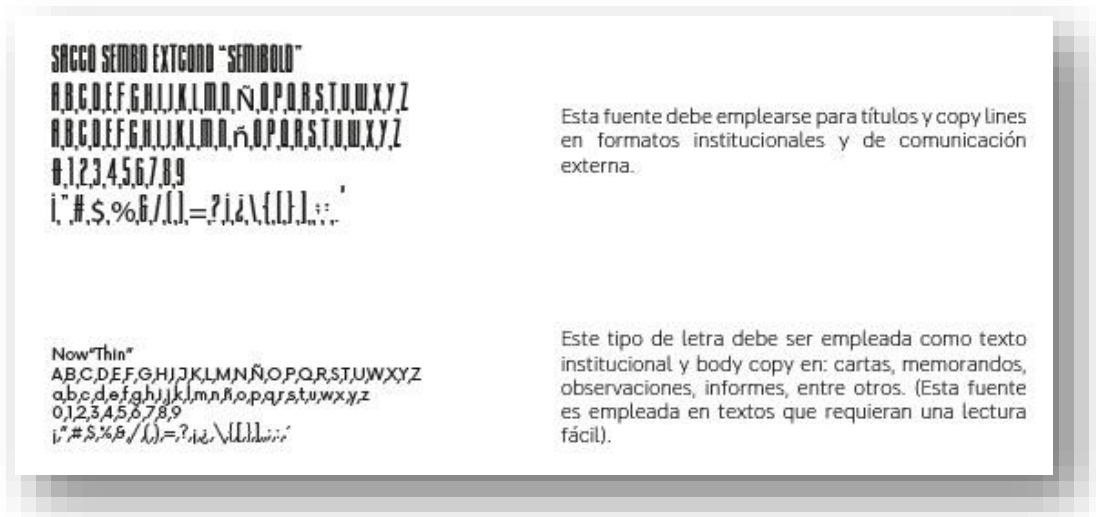 SACCO SEMBO EXTCOND “SEMIBOLD”
A,B,C,D,E,F,G,H,I,J,K,L,M,N,Ñ,O,P,Q,R,S,T,U,W,X,Y,Z
A,B,C,D,E,F,G,H,I,J,K,L,M,N,ñ,O,P,Q,R,S,T,U,W,X,Y,Z
0,1,2,3,4,5,6,7,8,9
Esta fuente debe emplearse para títulos y copy lines
en formatos institucionales y de comunicación
externa.
Now“Thin”
A,B,C,D,E,F,G,H,I,J,K,L,M,N,Ñ,O,P,Q,R,S,T,U,W,X,Y,Z
a,b,c,d,e,f,g,h,i,j,k,l,m,n,ñ,o,p,q,r,s,t,u,w,x,y,z
0,1,2,3,4,5,6,7,8,9
Este tipo de letra debe ser empleada como texto
institucional y body copy en: cartas, memorandos,
observaciones, informes, entre otros. (Esta fuente
es empleada en textos que requieran una lectura
fácil).